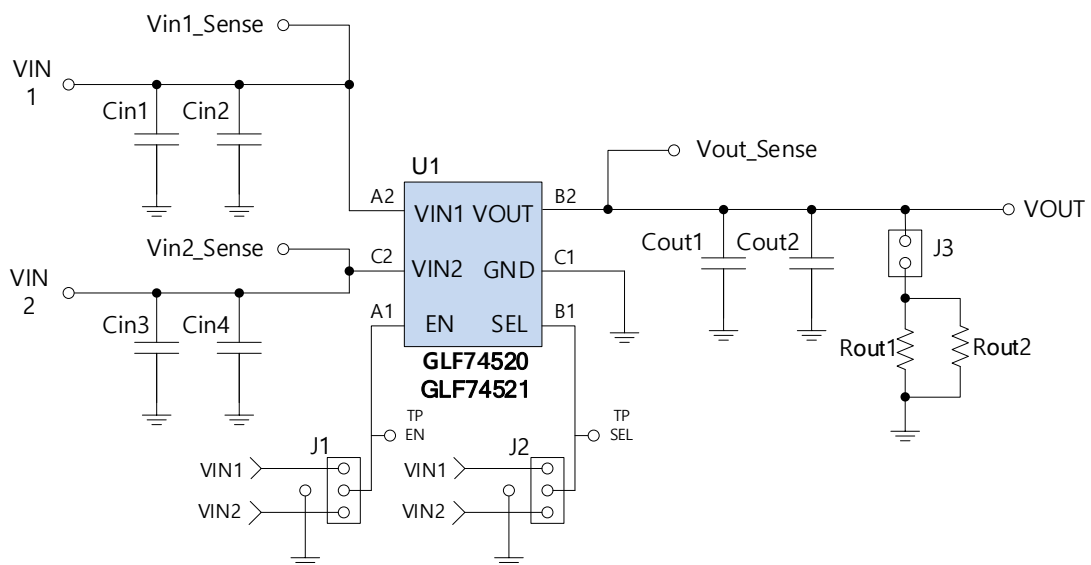 Vin1_Sense
VIN
1
Cin1
Cin2
Vout_Sense
U1
A2
VIN1
VOUT
B2
VOUT
Vin2_Sense
Cout1
Cout2
J3
C2
VIN2
GND
C1
VIN
2
Cin3
Cin4
A1
EN
SEL
B1
Rout1
Rout2
GLF74520
GLF74521
TP
EN
TP
SEL
J1
J2
VIN1
VIN1
VIN2
VIN2